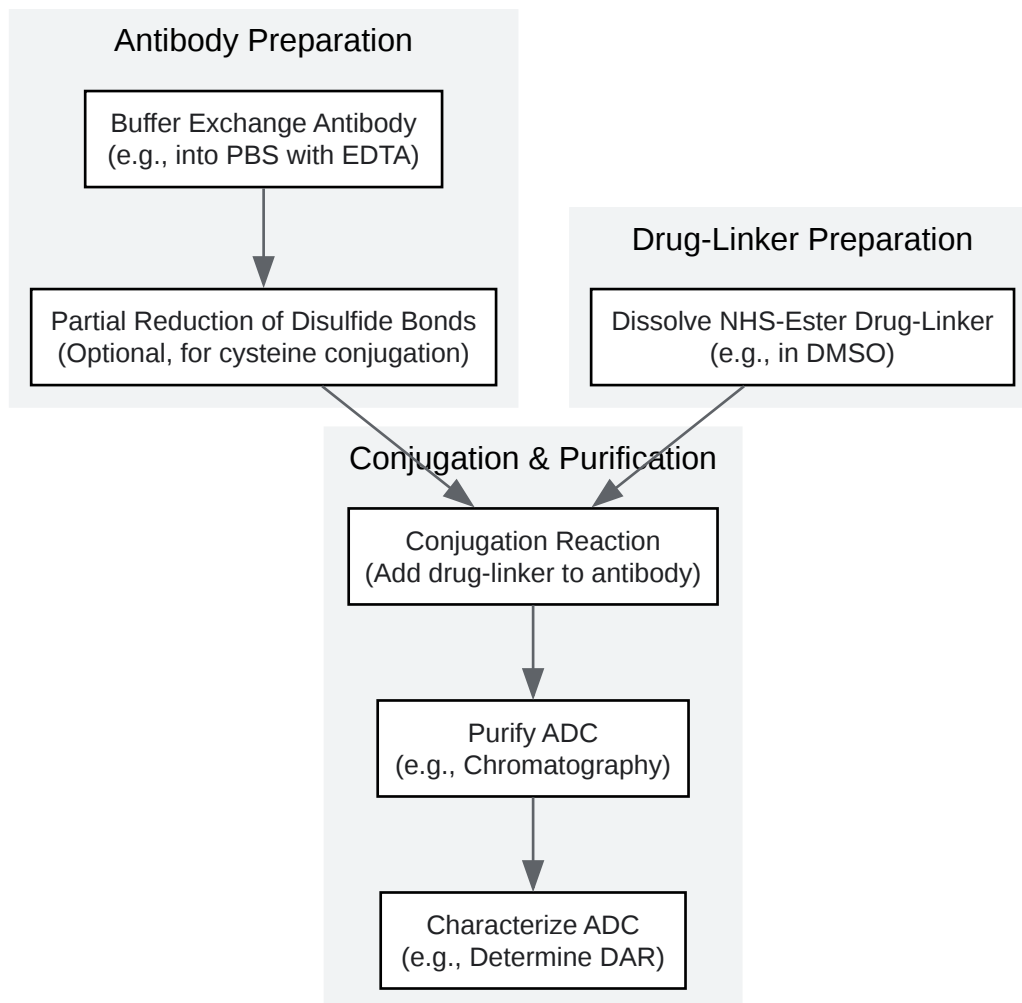 Antibody Preparation
Buffer Exchange Antibody
(e.g., into PBS with EDTA)
Partial Reduction of Disulfide Bonds
(Optional, for cysteine conjugation)
Drug-Linker Preparation
Dissolve NHS-Ester Drug-Linker
(e.g., in DMSO)
Conjugation & Purification
Conjugation Reaction
(Add drug-linker to antibody)
Purify ADC
(e.g., Chromatography)
Characterize ADC
(e.g., Determine DAR)